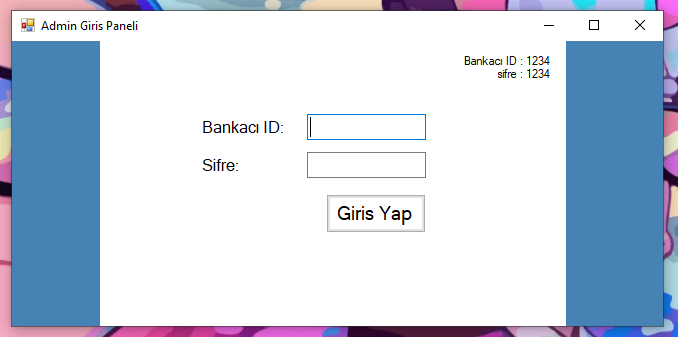 Admin Giris Paneli
Bankacı ID : 1234
sifre : 1234
Bankacı ID:
Sifre:
Giris Yap